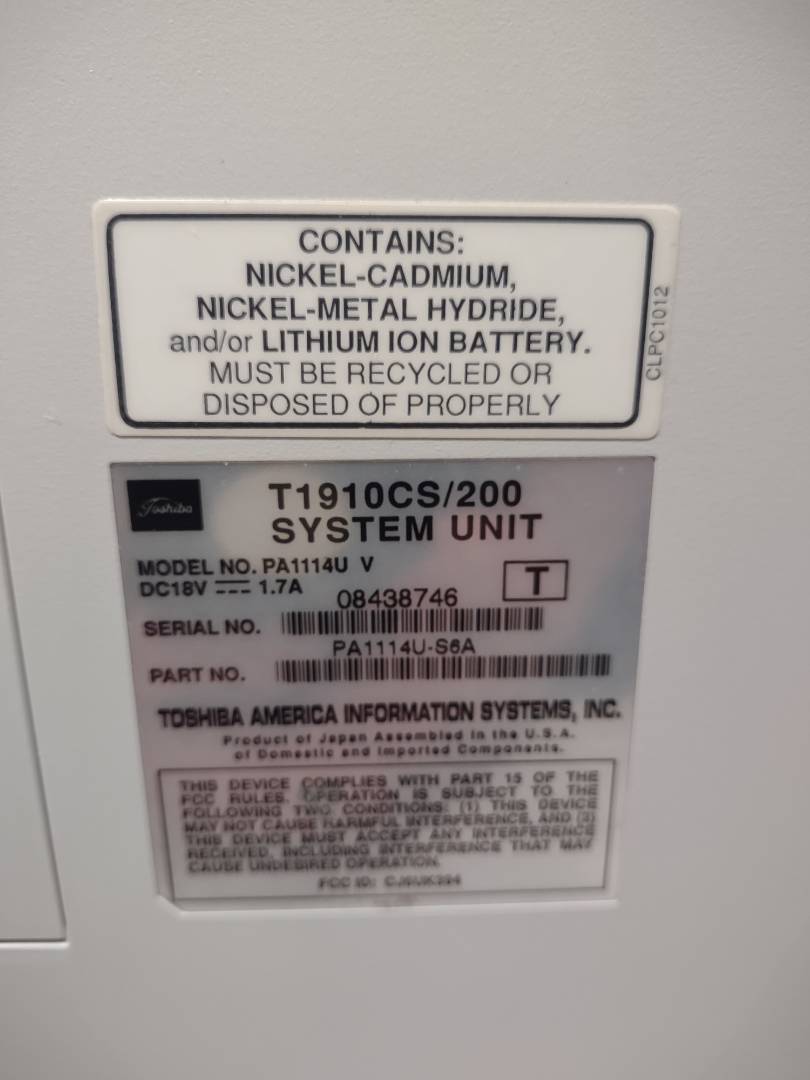 CONTAINS:
NICKEL-CADMIUM,
NICKEL-METAL HYDRIDE,
and/or LITHIUM ION BATTERY.
MUST BE RECYCLED OR
DISPOSED OF PROPERLY
CLPC1012
Toshiba
T1910CS/200
SYSTEM UNIT
MODEL NO. PA1114U V
DC18V 1.7A
T
08438746
SERIAL NO.
PA1114U-S6A
PART NO.
TOSHIBA AMERICA INFORMATION SYSTEMS, INC.
Product of Japan Assembled in the U.S.A.
of Domestic and Imported Components.
THIS DEVICE COMPLIES WITH PART 15 OF THE
FCC RULES. OPERATION IS SUBJECT TO THE
FOLLOWING TWO CONDITIONS: (1) THIS DEVICE
MAY NOT CAUSE HARMFUL INTERFERENCE, AND (2)
THIS DEVICE MUST ACCEPT ANY INTERFERENCE
RECEIVED, INCLUDING INTERFERENCE THAT MAY
CAUSE UNDESIRED OPERATION.
FCC ID: